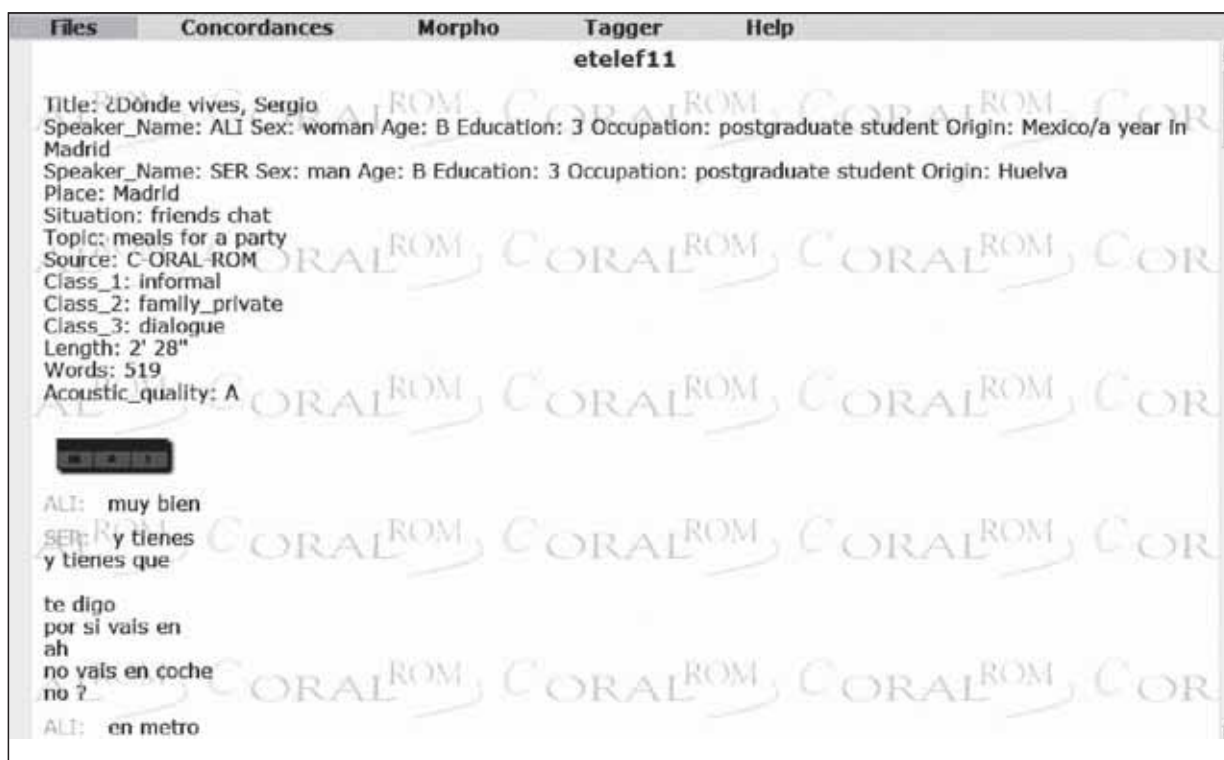 Files Concordances Morpho Tagger Help
etelef11
Title: ¿Dónde vives, Sergio
Speaker_Name: ALI Sex: woman Age: B Education: 3 Occupation: postgraduate student Origin: Mexico/a year in
Madrid
Speaker_Name: SER Sex: man Age: B Education: 3 Occupation: postgraduate student Origin: Huelva
Place: Madrid
Situation: friends chat
Topic: meals for a party
Source: C-ORAL-ROM
Class_1: informal
Class_2: family_private
Class_3: dialogue
Length: 2' 28"
Words: 519
Acoustic_quality: A
ALI: muy bien
SER: y tienes
y tienes que
te digo
por si vais en
ah
no vais en coche
no ?
ALI: en metro